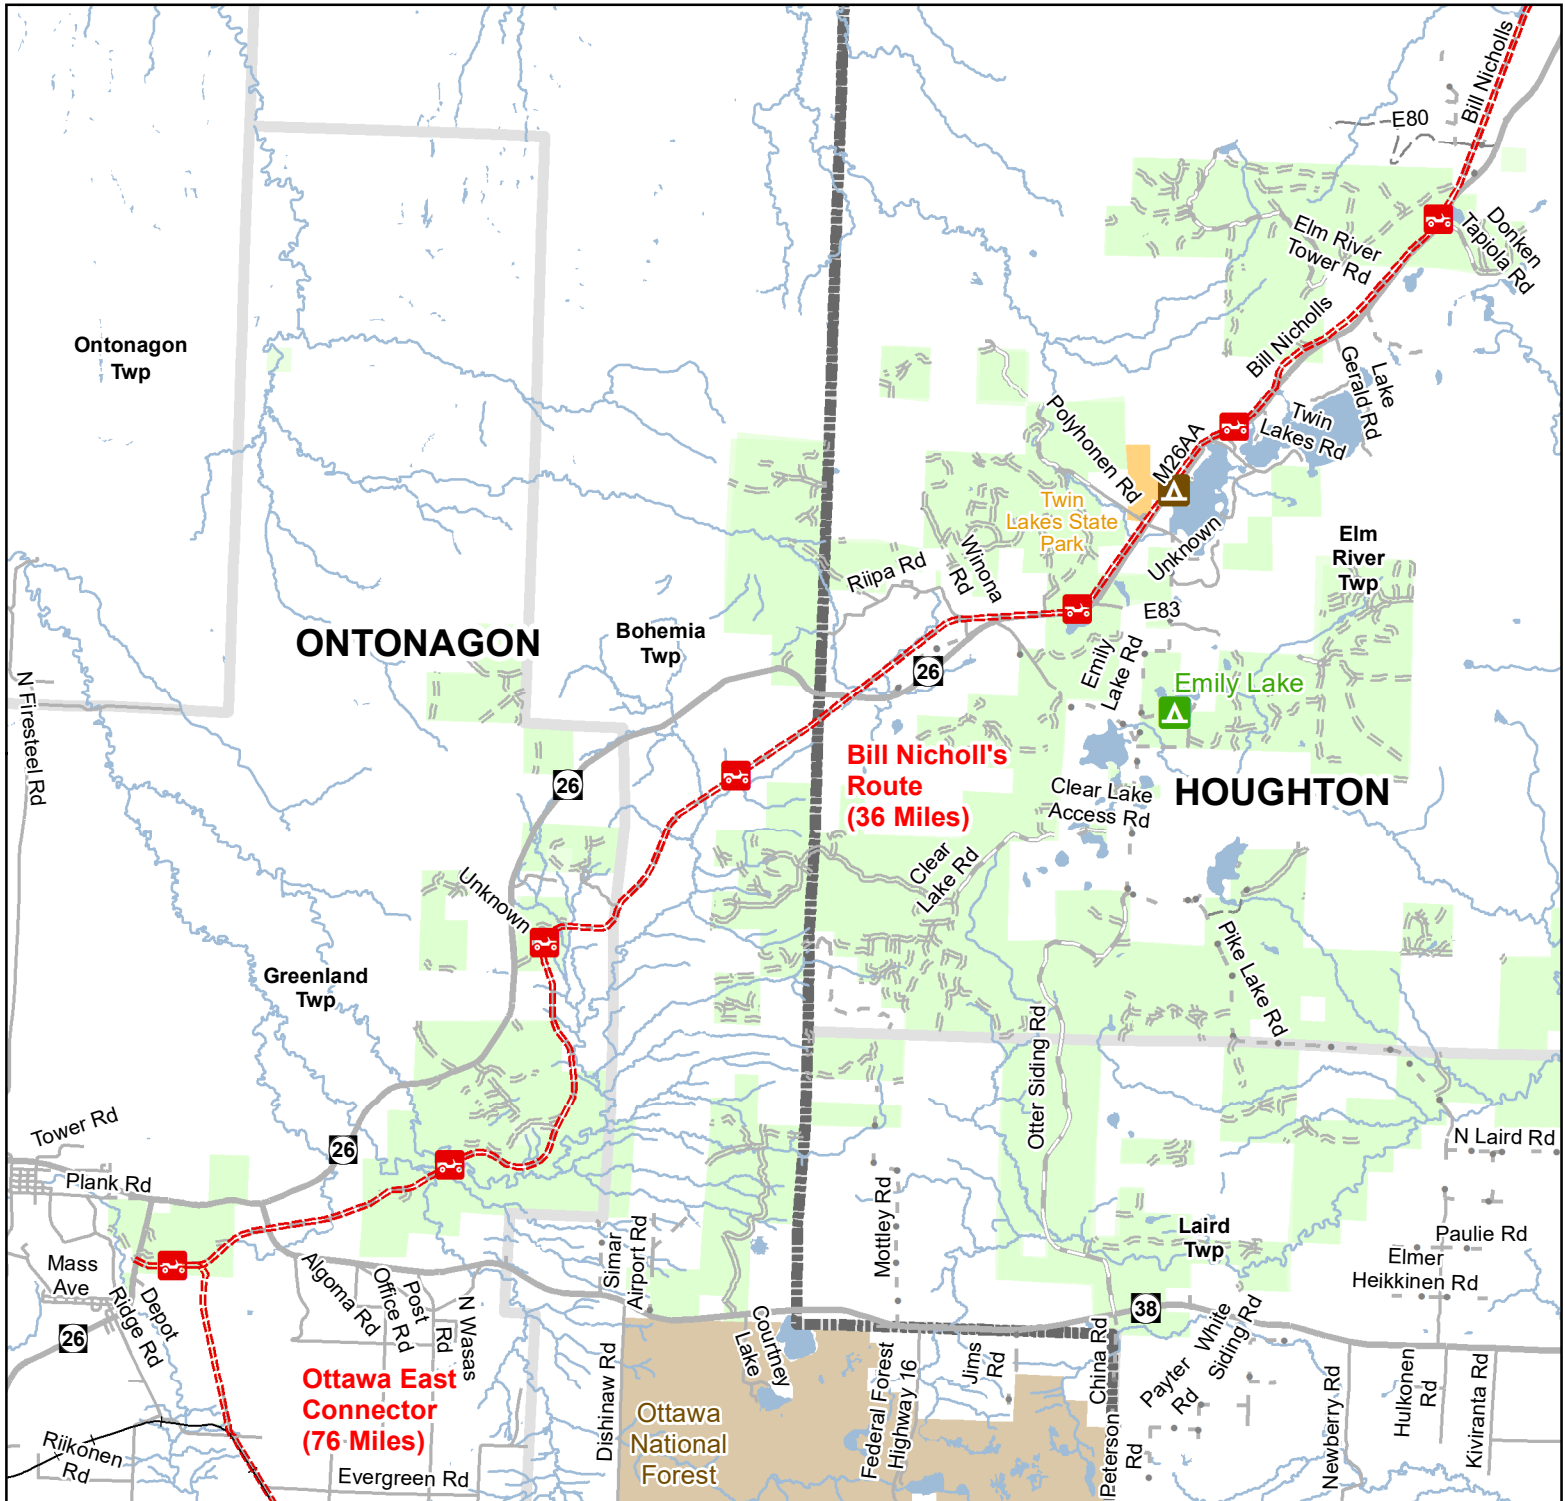 Bill Nicholls
E80
Donken
Tapiola Rd
Elm River
Tower Rd
Bill Nicholls
Ontonagon
Twp
Lake
Gerald Rd
Twin
Lakes Rd
Polyhonen Rd
M26AA
Twin
Lakes State
Park
Unknown
Elm
River
Twp
Riipa Rd
Winona
Rd
E83
ONTONAGON
Bohemia
Twp
26
Emily
Lake Rd
Emily Lake
N Firesteel Rd
Bill Nicholl's
Route
(36 Miles)
26
Clear Lake
Access Rd
HOUGHTON
Clear
Lake Rd
Unknown
Pike Lake Rd
Greenland
Twp
Otter Siding Rd
Tower Rd
26
N Laird Rd
Plank Rd
Mottley Rd
Laird
Twp
Paulie Rd
Elmer
Heikkinen Rd
Mass
Ave
Simar
Airport Rd
Algoma Rd
Post
Office Rd
N Wasas
Rd
Depot
Ridge Rd
26
38
Courtney
Lake
Federal Forest
Highway 16
Jims
Rd
China Rd
White
Siding Rd
Payter
Rd
Peterson
Rd
Newberry Rd
Hulkonen
Rd
Kiviranta Rd
Dishinaw Rd
Ottawa East
Connector
(76 Miles)
Ottawa
National
Forest
Riikonen
Rd
Evergreen Rd